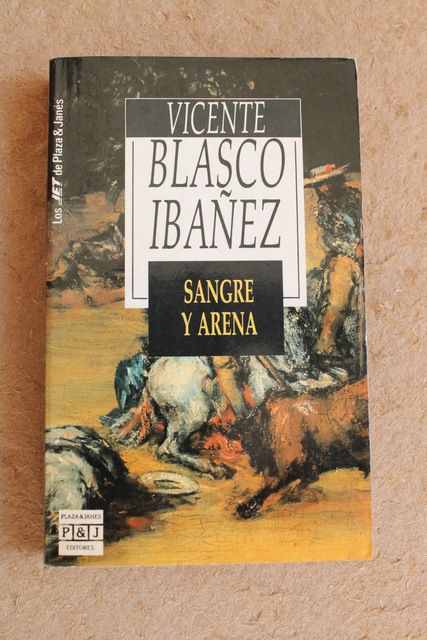 Los JET de Plaza & Janés
VICENTE
BLASCO
IBAÑEZ
SANGRE
Y ARENA
PLAZA & JANES
P & J
EDITORES